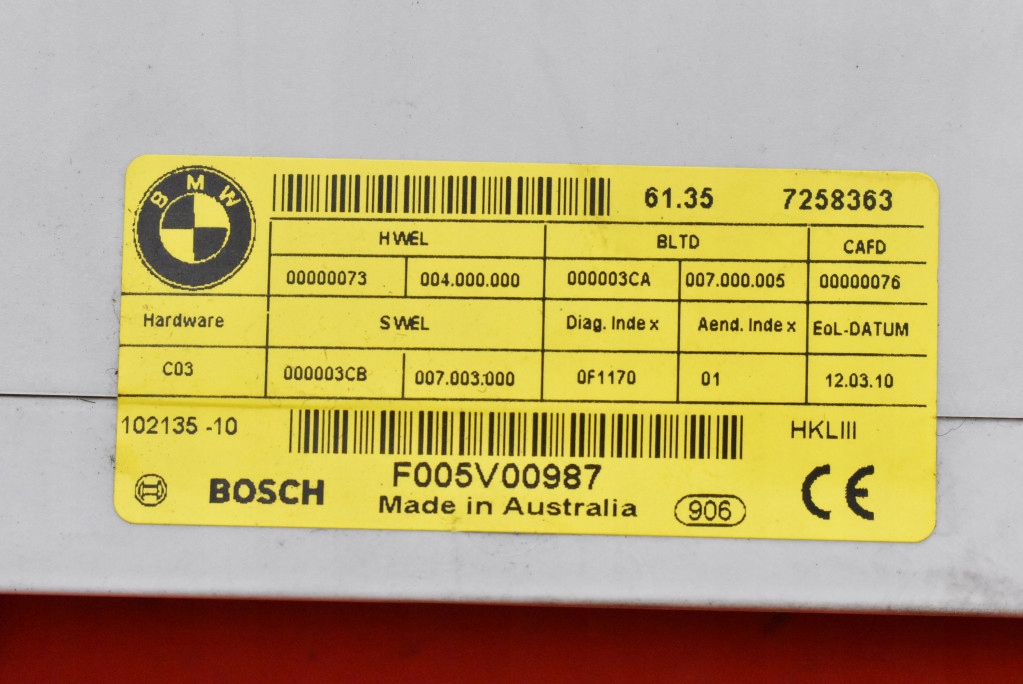 BMW
61.35 7258363
HWEL BLTD CAFD
00000073 004.000.000 000003CA 007.000.005 00000076
Hardware SWEL Diag. Index Aend. Index EoL-DATUM
C03 000003CB 007.003.000 0F1170 01 12.03.10
102135 -10 HKLIII
F005V00987
BOSCH Made in Australia 906 CE